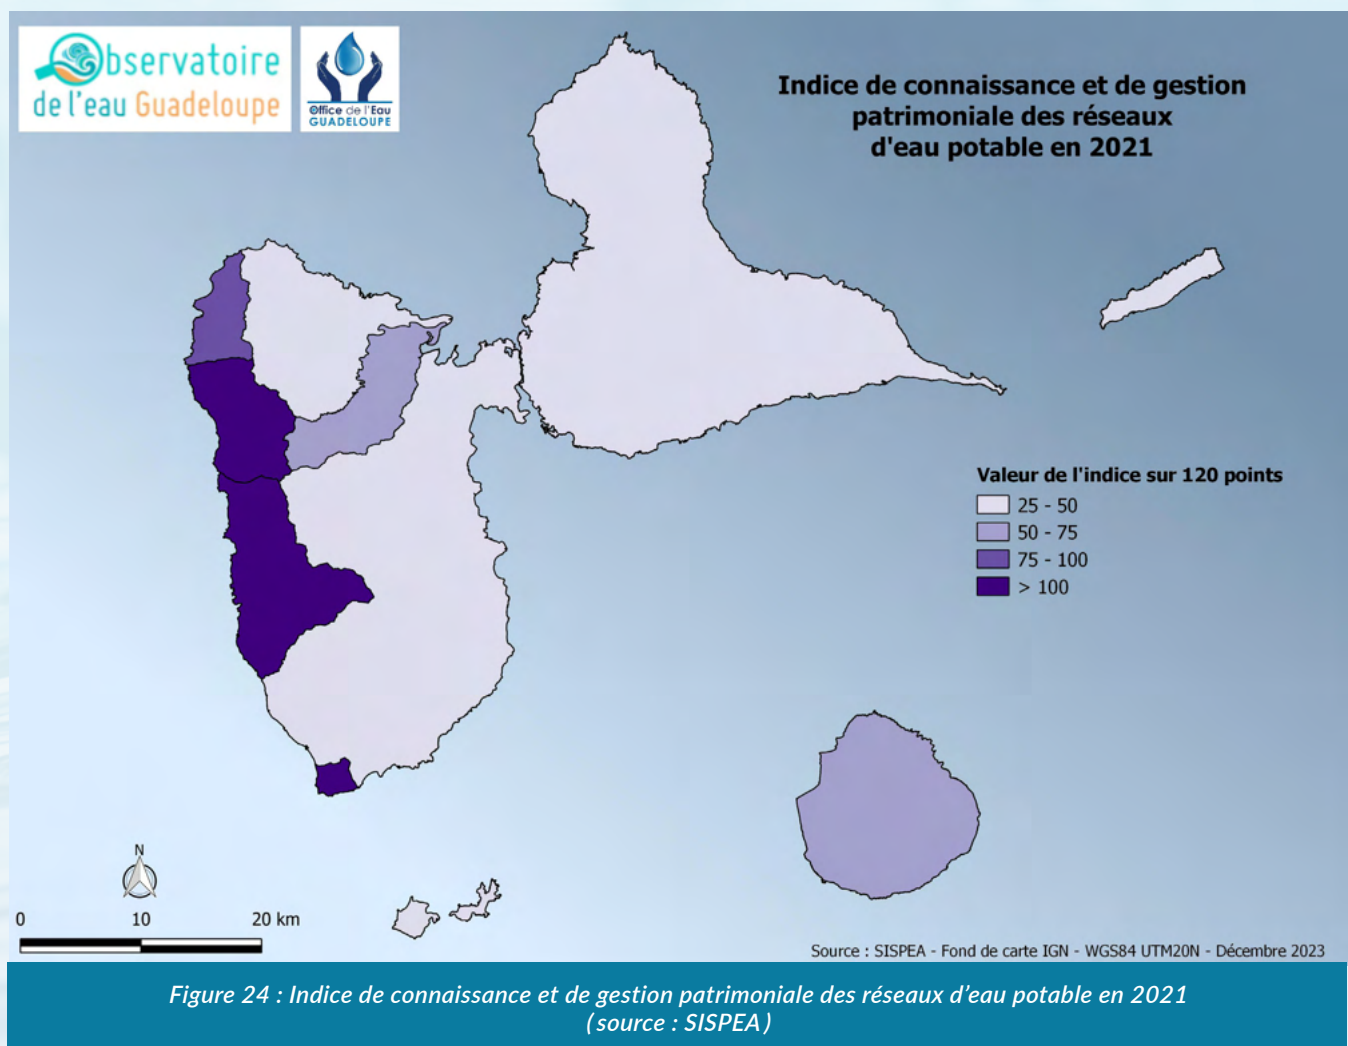 Observatoire
de l'eau Guadeloupe
Office de l'Eau
GUADELOUPE
Indice de connaissance et de gestion
patrimoniale des réseaux
d'eau potable en 2021
Valeur de l'indice sur 120 points
25 - 50
50 - 75
75 - 100
> 100
N
0 10 20 km
Source : SISPEA - Fond de carte IGN - WGS84 UTM20N - Décembre 2023
Figure 24 : Indice de connaissance et de gestion patrimoniale des réseaux d'eau potable en 2021
(source : SISPEA)